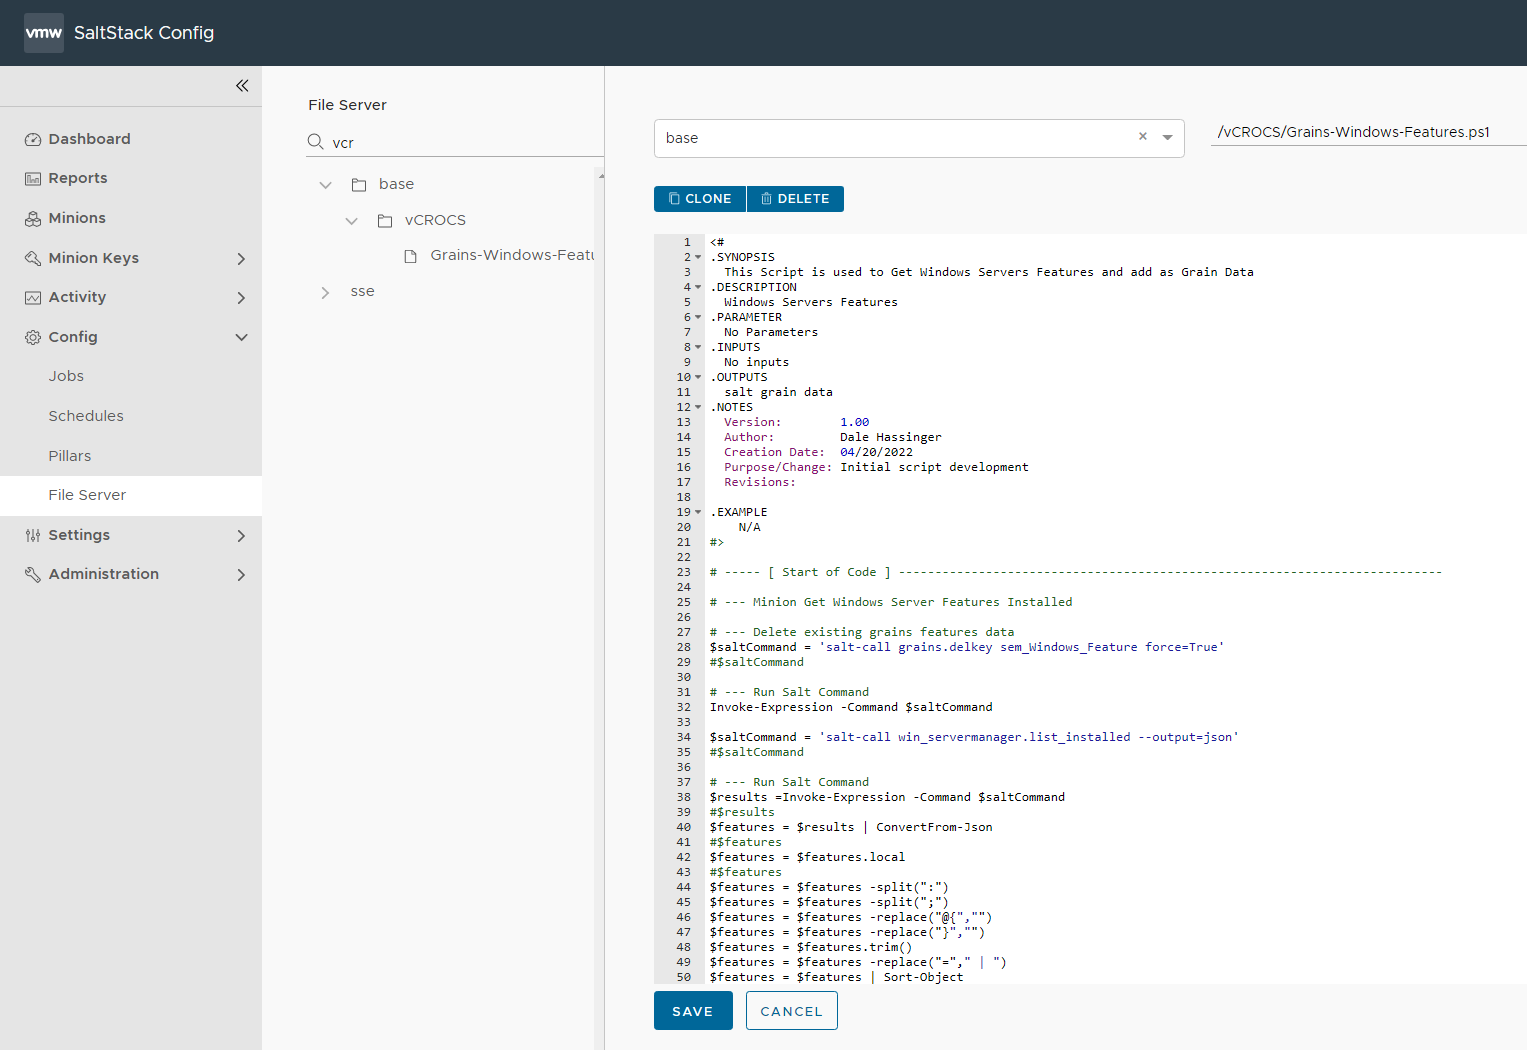 vmw SaltStack Config
Dashboard
Reports
Minions
Minion Keys
Activity
Config
Jobs
Schedules
Pillars
File Server
Settings
Administration
File Server
vcr
base
vCROCS
Grains-Windows-Featu
sse
base
/vCROCS/Grains-Windows-Features.ps1
CLONE
DELETE
1 <#
2 .SYNOPSIS
3   This Script is used to Get Windows Servers Features and add as Grain Data
4 .DESCRIPTION
5   Windows Servers Features
6 .PARAMETER
7   No Parameters
8 .INPUTS
9   No inputs
10 .OUTPUTS
11   salt grain data
12 .NOTES
13   Version:        1.00
14   Author:         Dale Hassinger
15   Creation Date:  04/20/2022
16   Purpose/Change: Initial script development
17   Revisions:
18
19 .EXAMPLE
20     N/A
21 #>
22
23 # ----- [ Start of Code ] ---------------------------------------------------------------------------
24
25 # --- Minion Get Windows Server Features Installed
26
27 # --- Delete existing grains features data
28 $saltCommand = 'salt-call grains.delkey sem_Windows_Feature force=True'
29 #$saltCommand
30
31 # --- Run Salt Command
32 Invoke-Expression -Command $saltCommand
33
34 $saltCommand = 'salt-call win_servermanager.list_installed --output=json'
35 #$saltCommand
36
37 # --- Run Salt Command
38 $results =Invoke-Expression -Command $saltCommand
39 #$results
40 $features = $results | ConvertFrom-Json
41 #$features
42 $features = $features.local
43 #$features
44 $features = $features -split(":")
45 $features = $features -split(";")
46 $features = $features -replace("@{","")
47 $features = $features -replace("}","")
48 $features = $features.trim()
49 $features = $features -replace("="," | ")
50 $features = $features | Sort-Object
SAVE
CANCEL